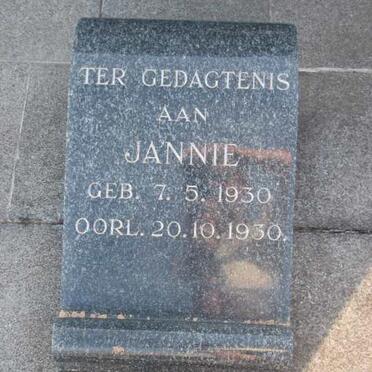 TER GEDAGTENIS
AAN
JANNIE
GEB. 7. 5. 1930
OORL. 20.10.1930.